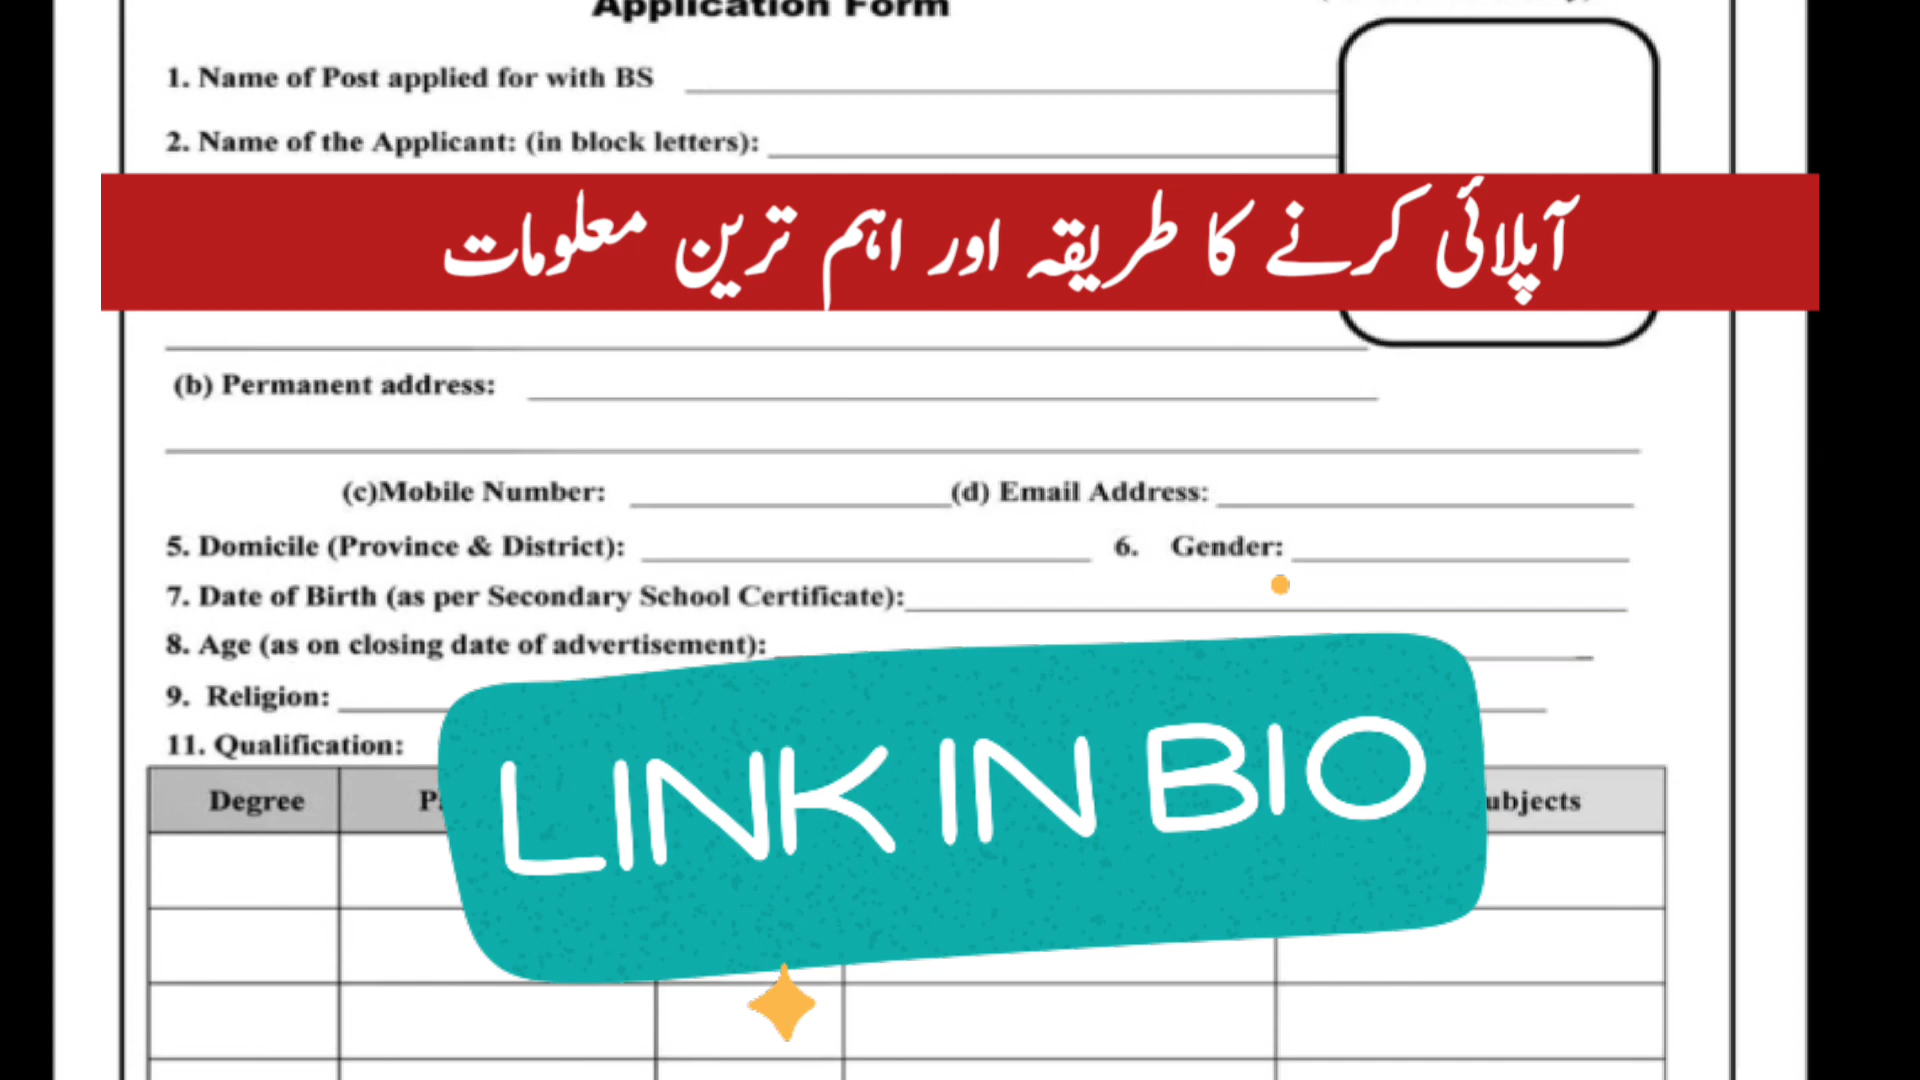 Application Form
1. Name of Post applied for with BS
2. Name of the Applicant: (in block letters):
آپلائی کرنے کا طریقہ اور اہم ترین معلومات
(b) Permanent address:
(c)Mobile Number: (d) Email Address:
5. Domicile (Province & District): 6. Gender:
7. Date of Birth (as per Secondary School Certificate):
8. Age (as on closing date of advertisement):
9. Religion:
11. Qualification:
Degree
LINK IN BIO